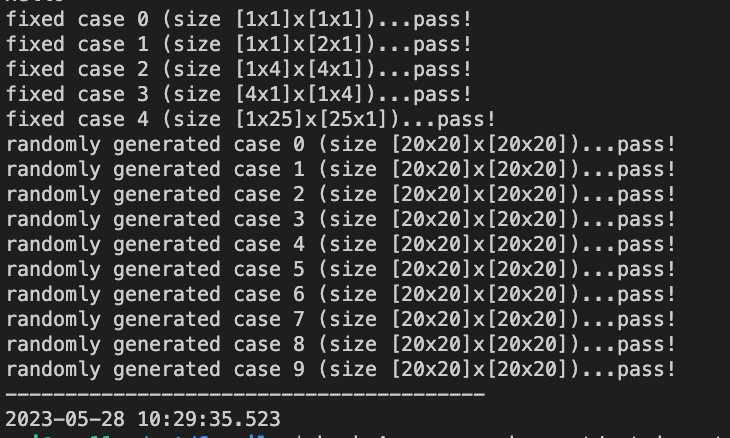 fixed case 0 (size [1x1]x[1x1])...pass!
fixed case 1 (size [1x1]x[2x1])...pass!
fixed case 2 (size [1x4]x[4x1])...pass!
fixed case 3 (size [4x1]x[1x4])...pass!
fixed case 4 (size [1x25]x[25x1])...pass!
randomly generated case 0 (size [20x20]x[20x20])...pass!
randomly generated case 1 (size [20x20]x[20x20])...pass!
randomly generated case 2 (size [20x20]x[20x20])...pass!
randomly generated case 3 (size [20x20]x[20x20])...pass!
randomly generated case 4 (size [20x20]x[20x20])...pass!
randomly generated case 5 (size [20x20]x[20x20])...pass!
randomly generated case 6 (size [20x20]x[20x20])...pass!
randomly generated case 7 (size [20x20]x[20x20])...pass!
randomly generated case 8 (size [20x20]x[20x20])...pass!
randomly generated case 9 (size [20x20]x[20x20])...pass!
----------------------------------------
2023-05-28 10:29:35.523